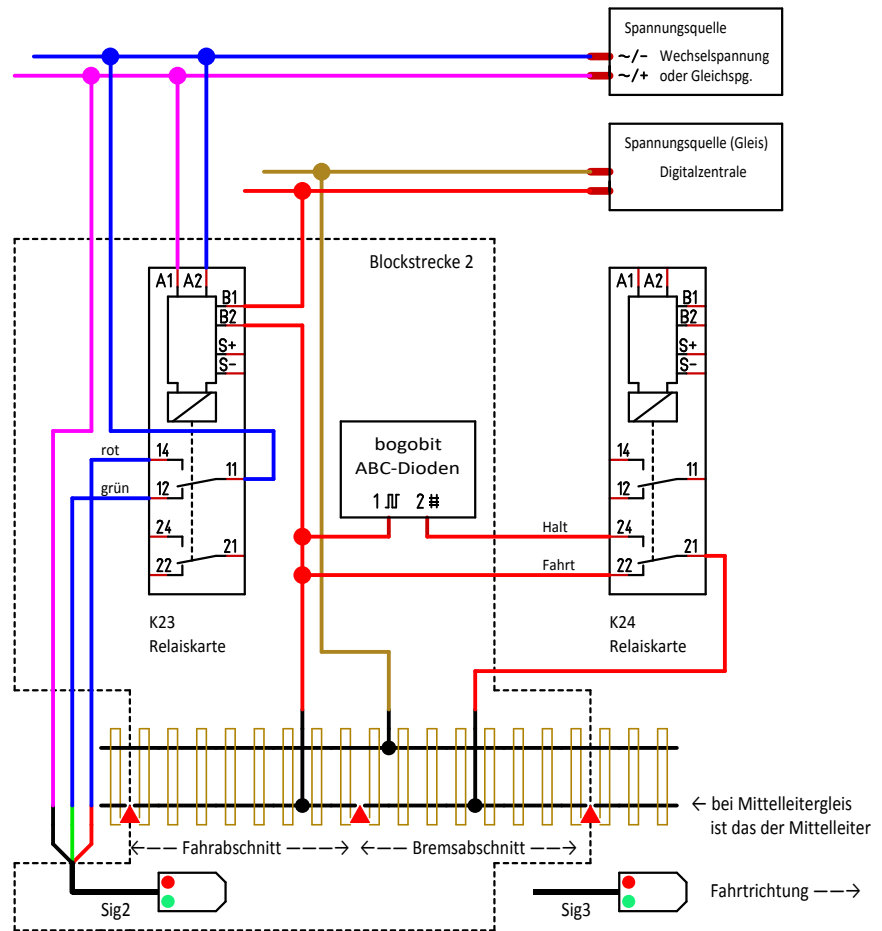 Spannungsquelle
~/- Wechselspannung
~/+ oder Gleichspg.
Spannungsquelle (Gleis)
Digitalzentrale
Blockstrecke 2
A1 A2
B1
B2
S+
S-
14
11
12
24
21
22
rot
grün
K23
Relaiskarte
bogobit
ABC-Dioden
1 2 #
Halt
Fahrt
A1 A2
B1
B2
S+
S-
14
11
12
24
21
22
K24
Relaiskarte
← bei Mittelleitergleis
ist das der Mittelleiter
←––– Fahrabschnitt –––→
←––– Bremsabschnitt –––→
Sig2
Sig3
Fahrtrichtung –––→